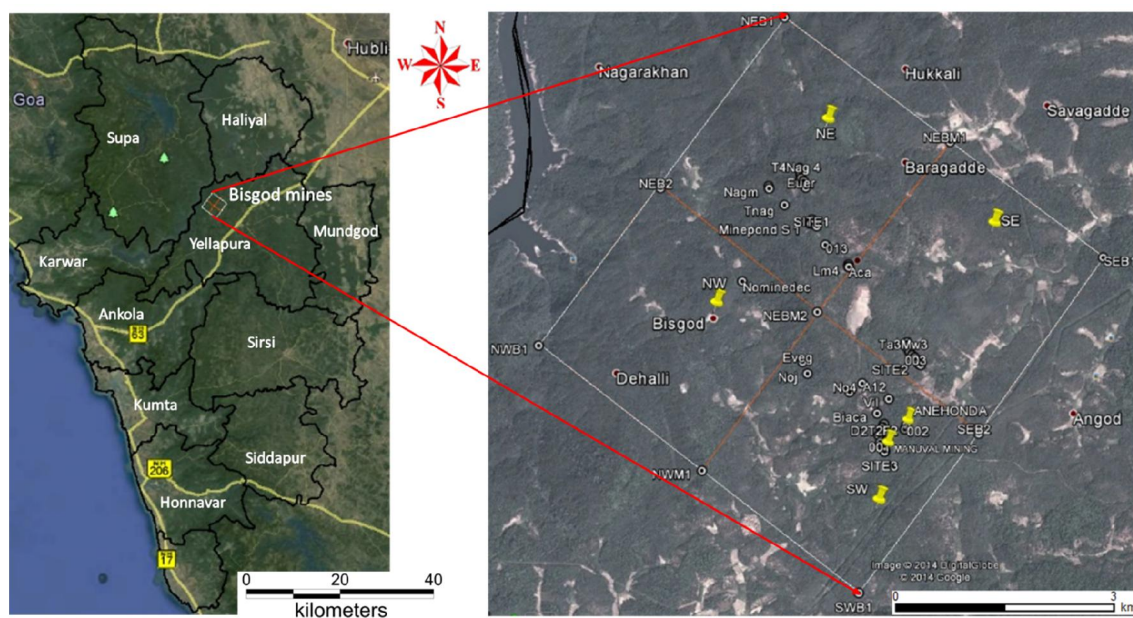 Hubli
Goa
Haliyal
Supa
Bisgod mines
Mundgod
Yellapura
Karwar
Ankola
63
Sirsi
Kumta
206
Siddapur
Honnavar
17
0 20 40
kilometers
N
W E
S
NEB1
Nagarakhan
Hukkali
Savagadde
NE
NEBM1
T4Nag 4
Baragadde
NEB2
Nagm
Euer
Tnag
SITE1
SE
Minepond S 1
013
SEB1
Lm4 Aca
NW
Nominedec
NEBM2
Bisgod
NWB1
Ta3Mw3
Eveg
003
SITE2
Dehalli
Noj
No4 A12
Vil
ANEHONDA
Biaca
Angod
SEB2
D2T2F2 002
MANUVAL MINING
SITE3
NWM1
SW
Image © 2014 DigitalGlobe
© 2014 Google
SWB1
0 3
km